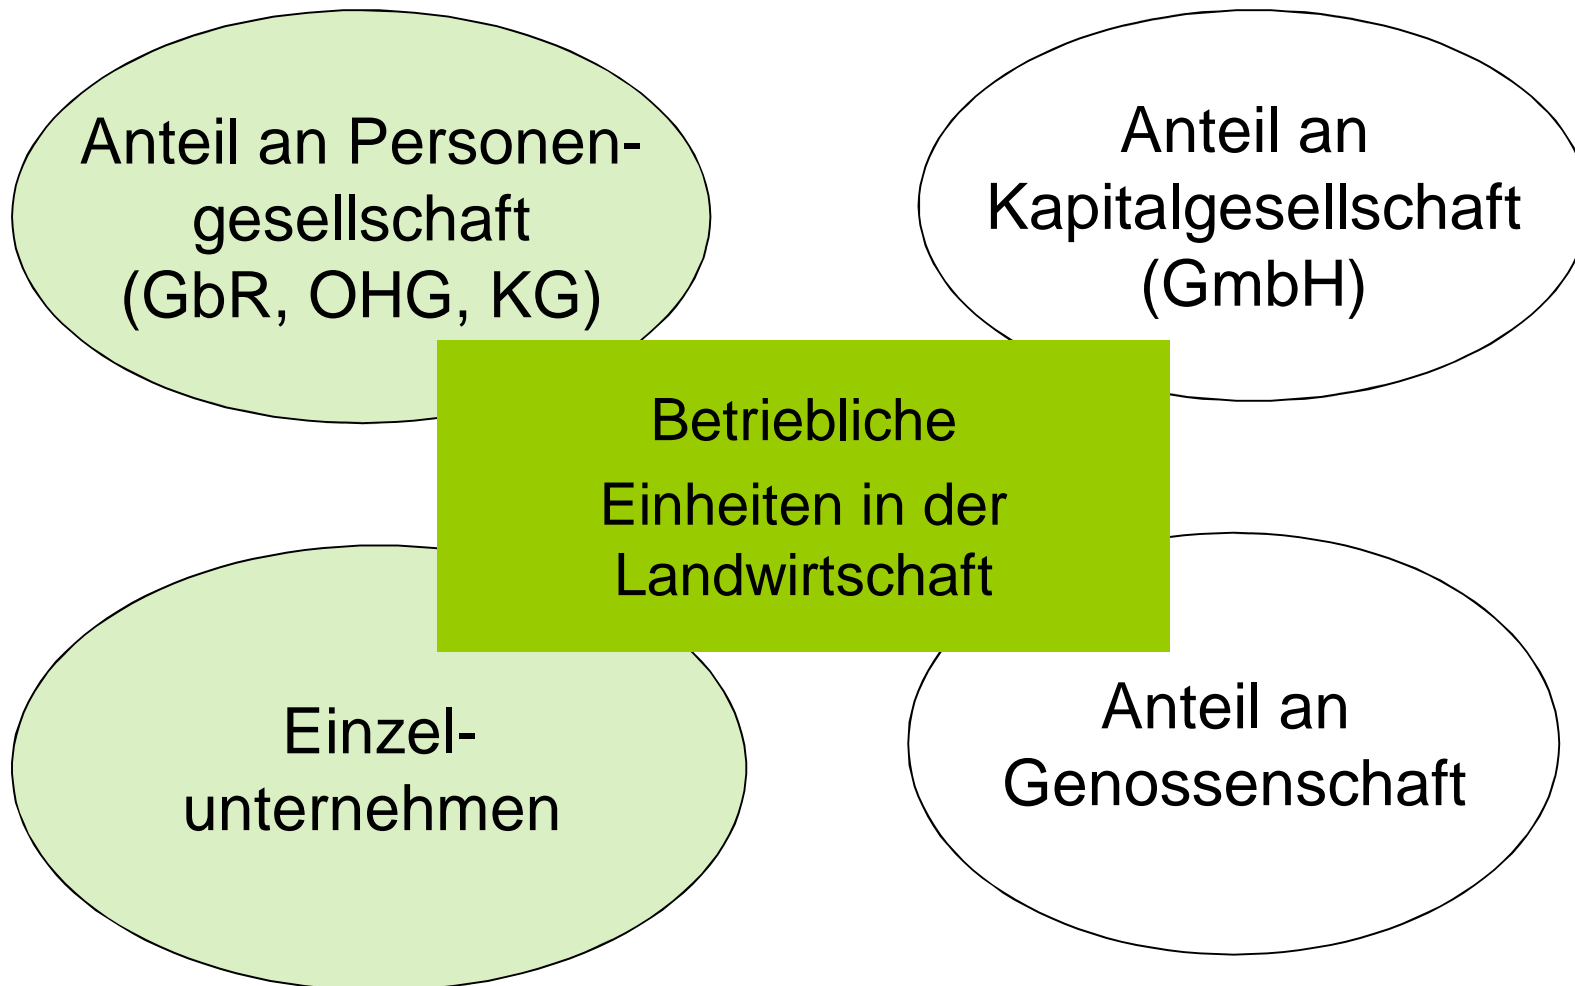 Anteil an Personen-
gesellschaft
(GbR, OHG, KG)
Anteil an
Kapitalgesellschaft
(GmbH)
Betriebliche
Einheiten in der
Landwirtschaft
Einzel-
unternehmen
Anteil an
Genossenschaft